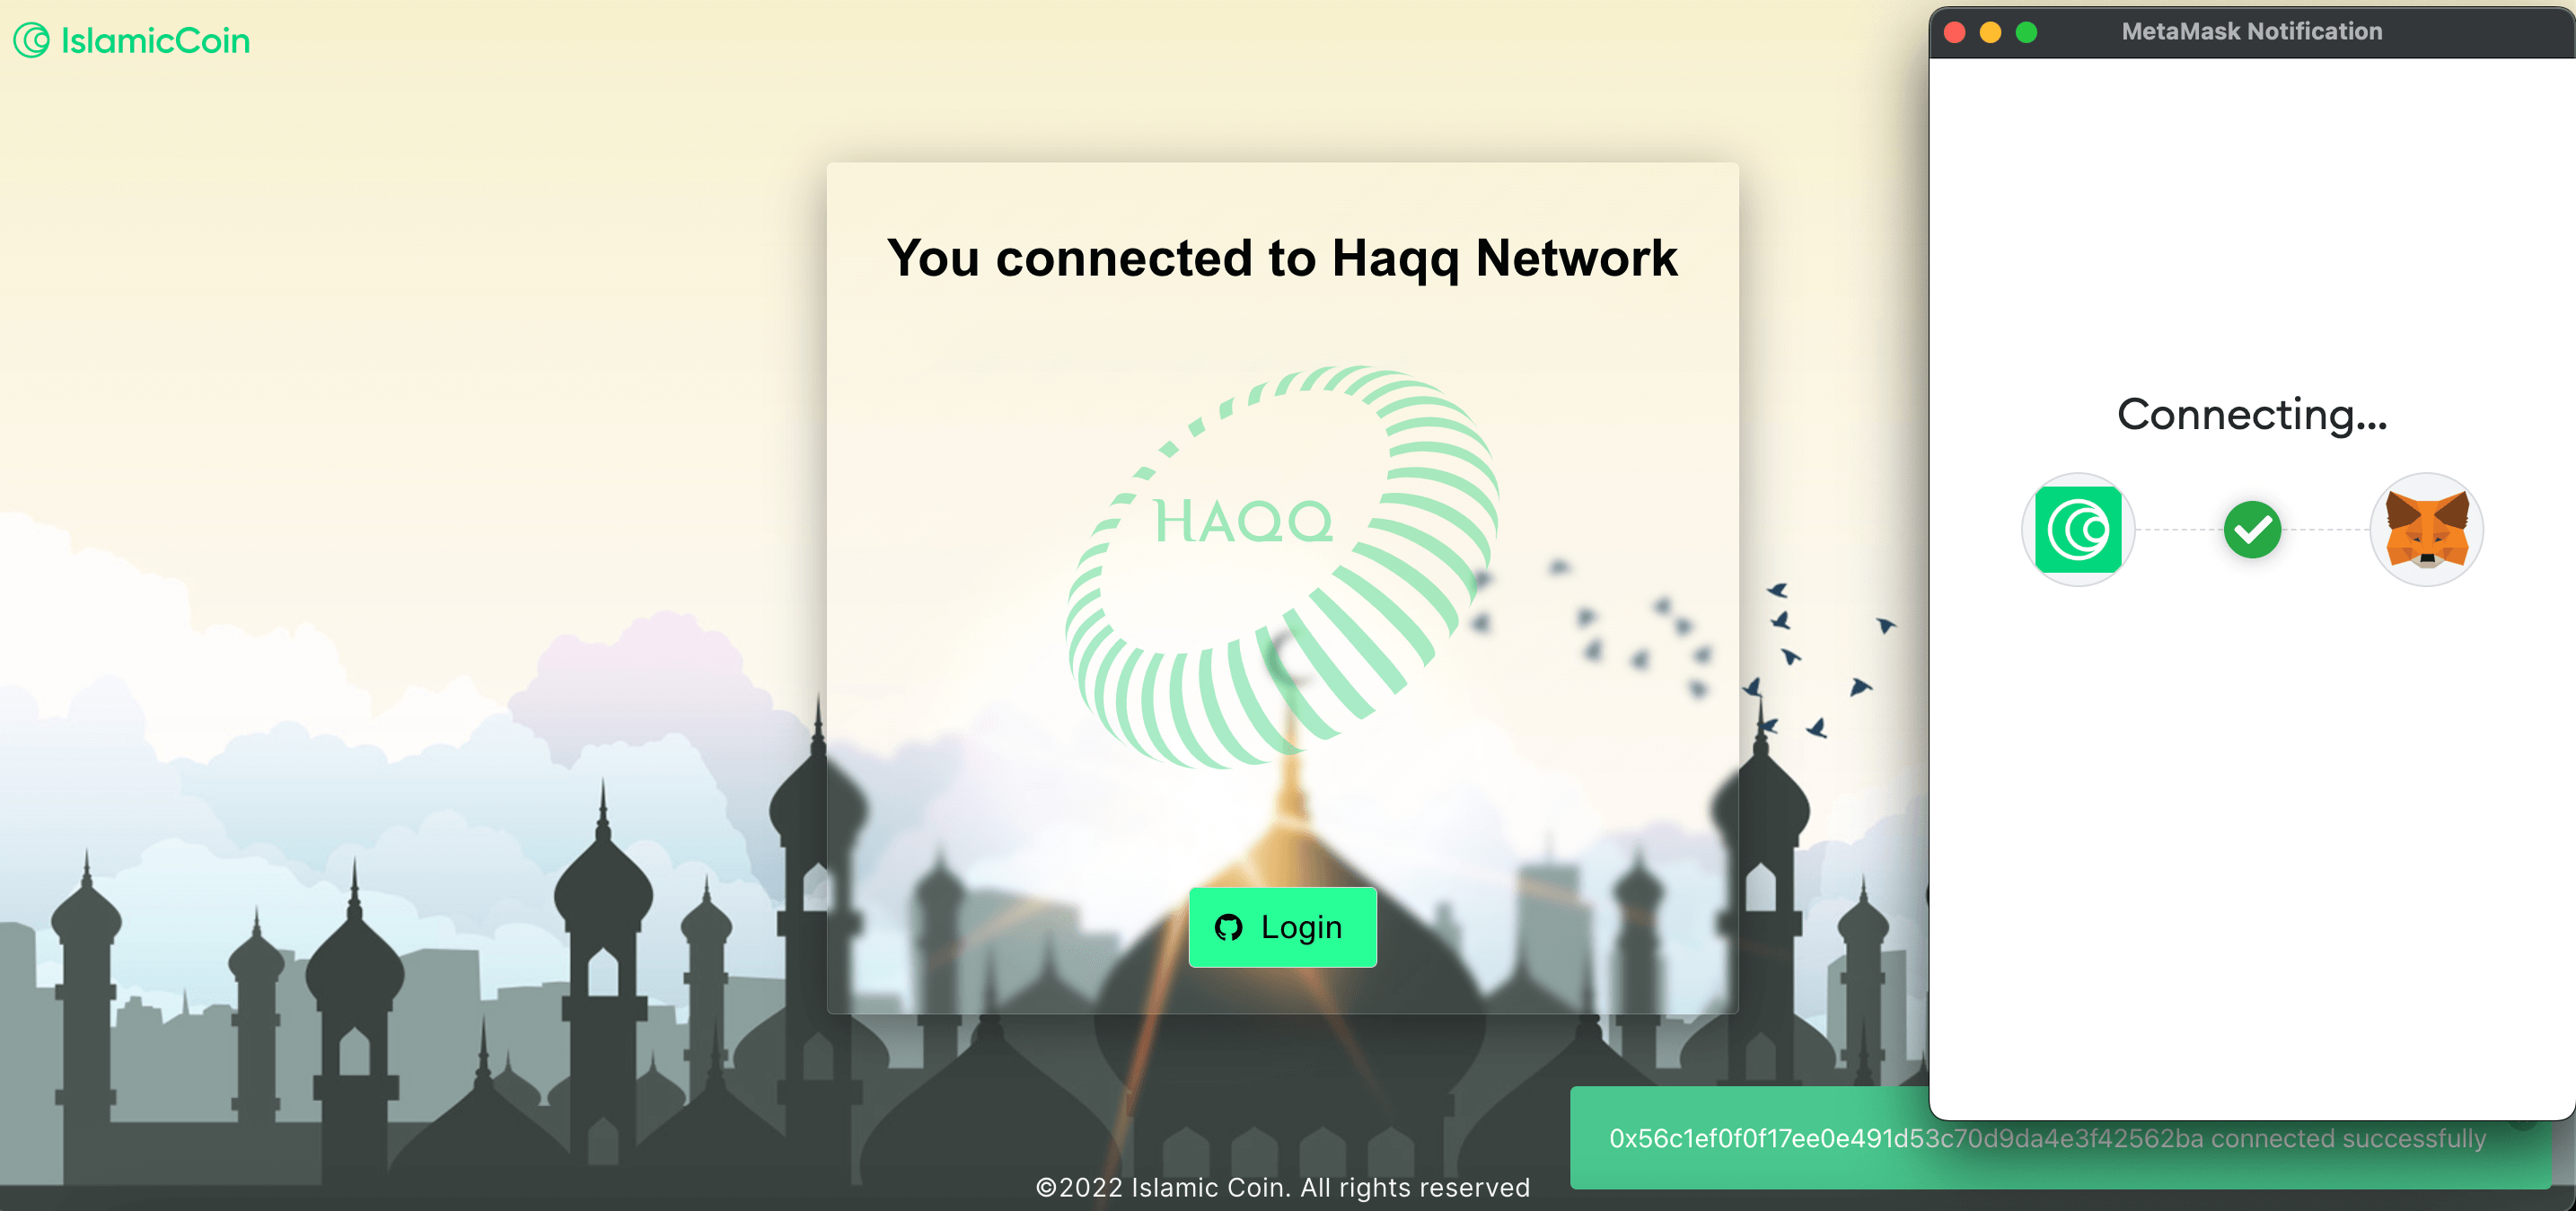 IslamicCoin
MetaMask Notification
You connected to Haqq Network
HAQQ
Connecting...
Login
0x56c1ef0f0f17ee0e491d53c70d9da4e3f42562ba connected successfully
©2022 Islamic Coin. All rights reserved